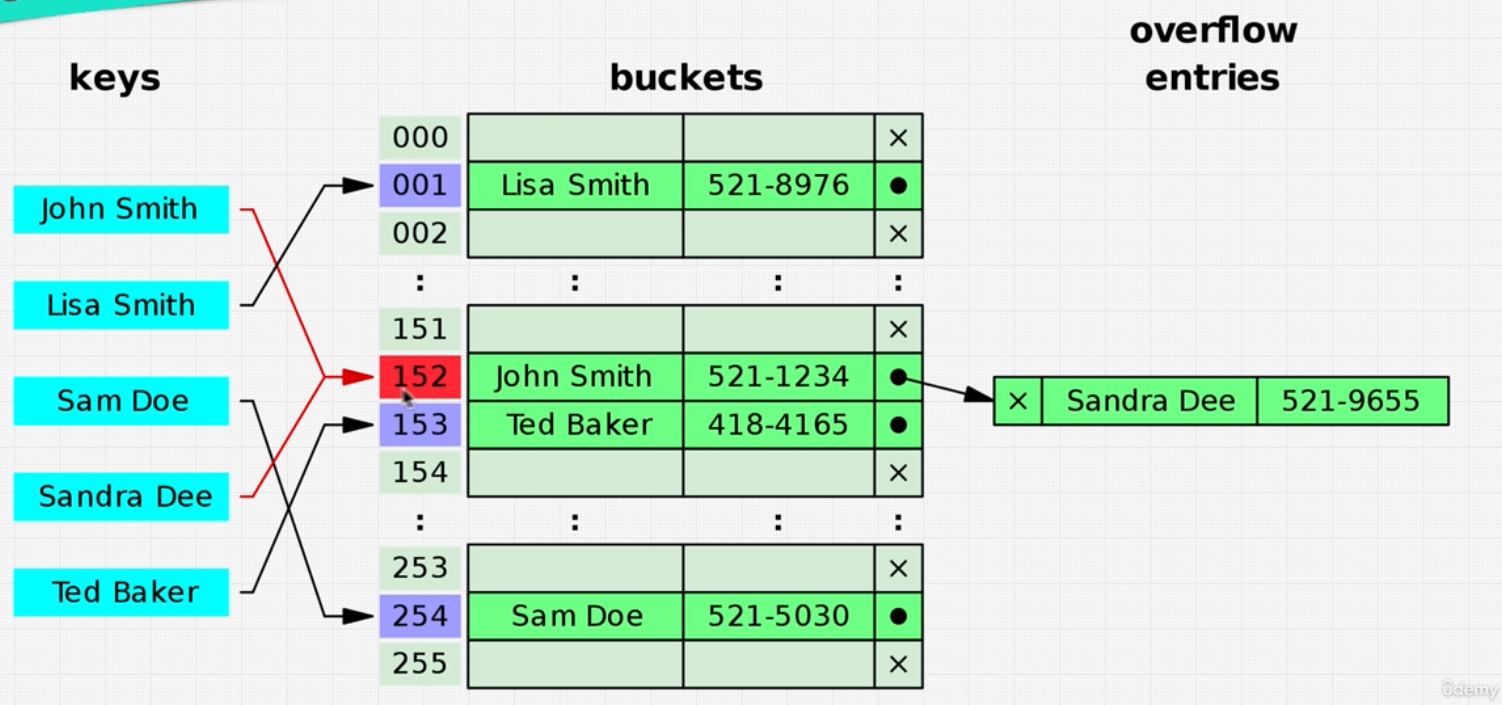 overflow
keys buckets entries
000 ×
John Smith 001 Lisa Smith 521-8976 ●
002 ×
: : : :
Lisa Smith 151 ×
152 John Smith 521-1234 ● × Sandra Dee 521-9655
Sam Doe 153 Ted Baker 418-4165 ●
154 ×
Sandra Dee
: : : :
253 ×
Ted Baker 254 Sam Doe 521-5030 ●
255 ×
ûdemy